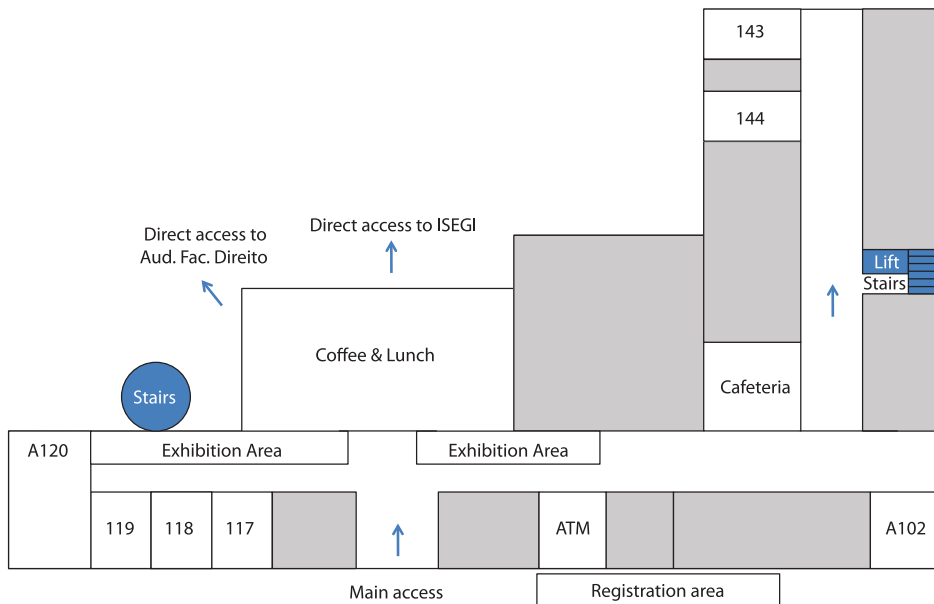 143
144
Direct access to ISEGI
Direct access to
Aud. Fac. Direito
Lift
Stairs
Coffee & Lunch
Cafeteria
Stairs
A120
Exhibition Area
Exhibition Area
119
118
117
ATM
A102
Main access
Registration area